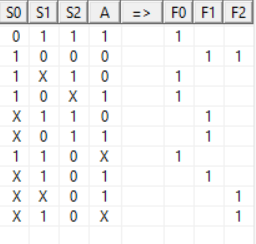 S0 S1 S2 A => F0 F1 F2
0 1 1 1 1
1 0 0 0 1 1
1 X 1 0 1
1 0 X 1 1
X 1 1 0 1
X 0 1 1 1
1 1 0 X 1
X 1 0 1 1
X X 0 1 1
X 1 0 X 1